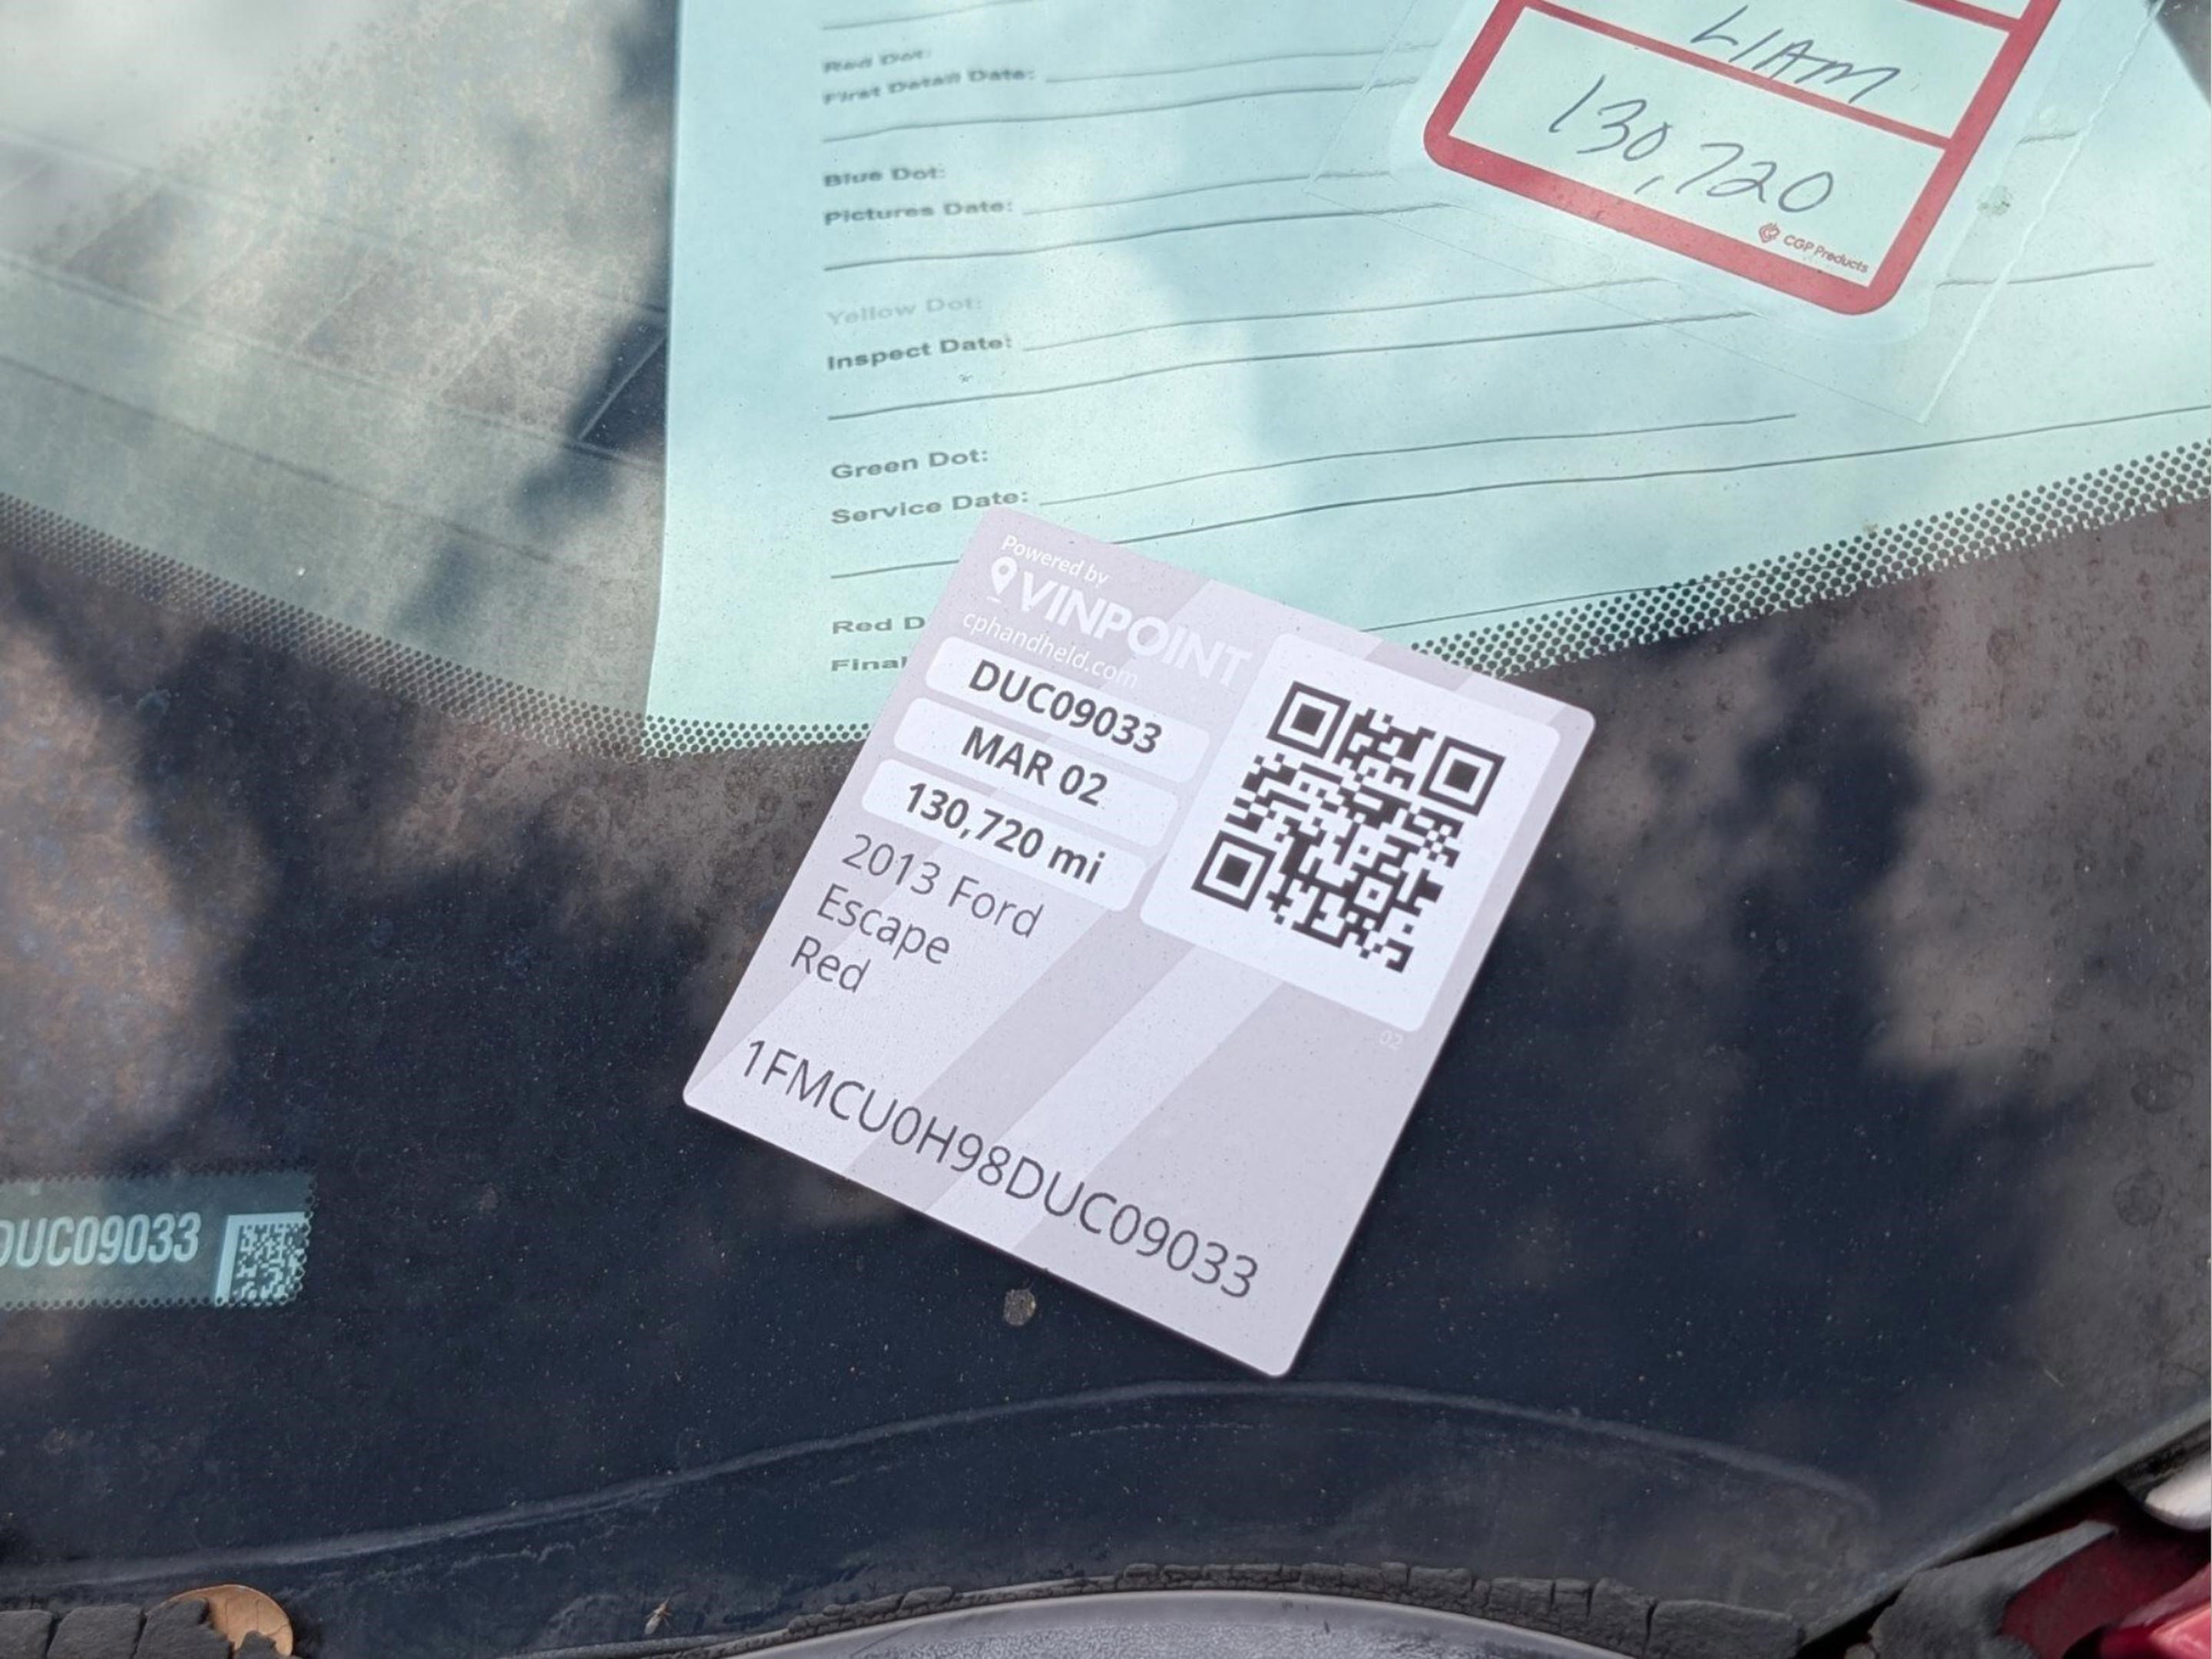 Red Dot:
First Detail Date:
Blue Dot:
Pictures Date:
Yellow Dot:
Inspect Date:
Green Dot:
Service Date:
Red D
Final
LIAM
130,720
CGP Products
Powered by
VINPOINT
cphandheld.com
DUC09033
MAR 02
130,720 mi
2013 Ford
Escape
Red
02
1FMCU0H98DUC09033
DUC09033